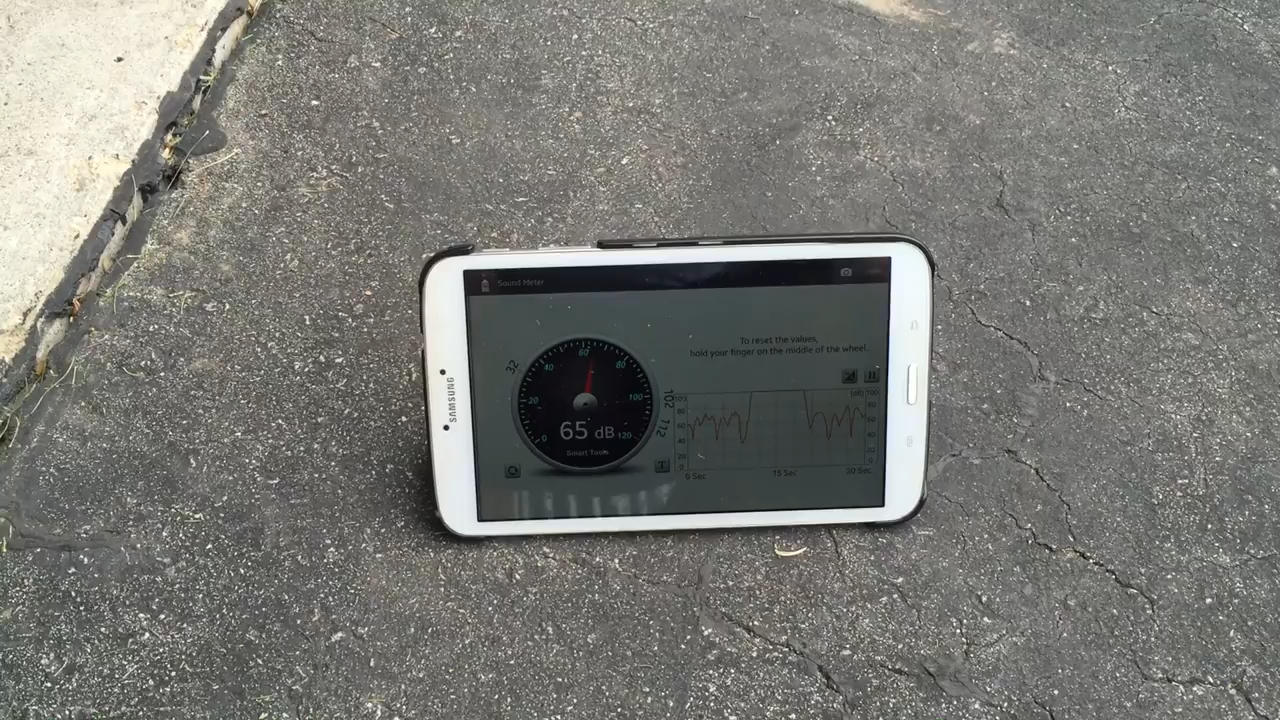 Sound Meter
To reset the values,
hold your finger on the middle of the wheel.
32
102
112
0
20
40
60
80
100
120
65 dB
Smart Tools
T
[dB] 100
80
60
40
20
0
80
60
40
20
0 Sec
15 Sec
30 Sec
SAMSUNG